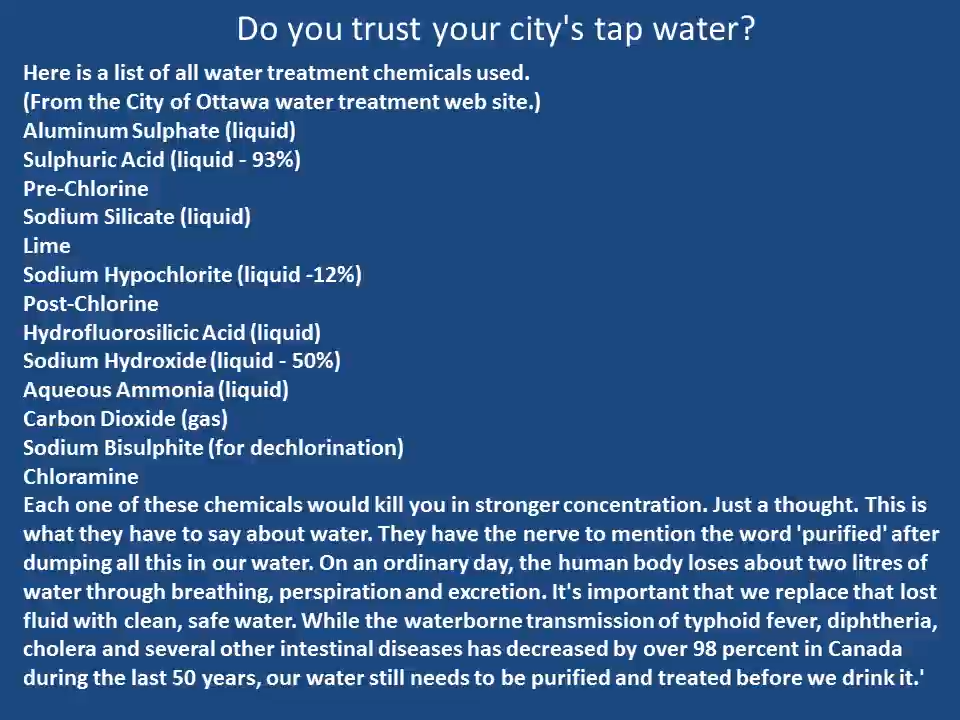 Do you trust your city's tap water?
Here is a list of all water treatment chemicals used.
(From the City of Ottawa water treatment web site.)
Aluminum Sulphate (liquid)
Sulphuric Acid (liquid - 93%)
Pre-Chlorine
Sodium Silicate (liquid)
Lime
Sodium Hypochlorite (liquid -12%)
Post-Chlorine
Hydrofluorosilicic Acid (liquid)
Sodium Hydroxide (liquid - 50%)
Aqueous Ammonia (liquid)
Carbon Dioxide (gas)
Sodium Bisulphite (for dechlorination)
Chloramine
Each one of these chemicals would kill you in stronger concentration. Just a thought. This is
what they have to say about water. They have the nerve to mention the word 'purified' after
dumping all this in our water. On an ordinary day, the human body loses about two litres of
water through breathing, perspiration and excretion. It's important that we replace that lost
fluid with clean, safe water. While the waterborne transmission of typhoid fever, diphtheria,
cholera and several other intestinal diseases has decreased by over 98 percent in Canada
during the last 50 years, our water still needs to be purified and treated before we drink it.'